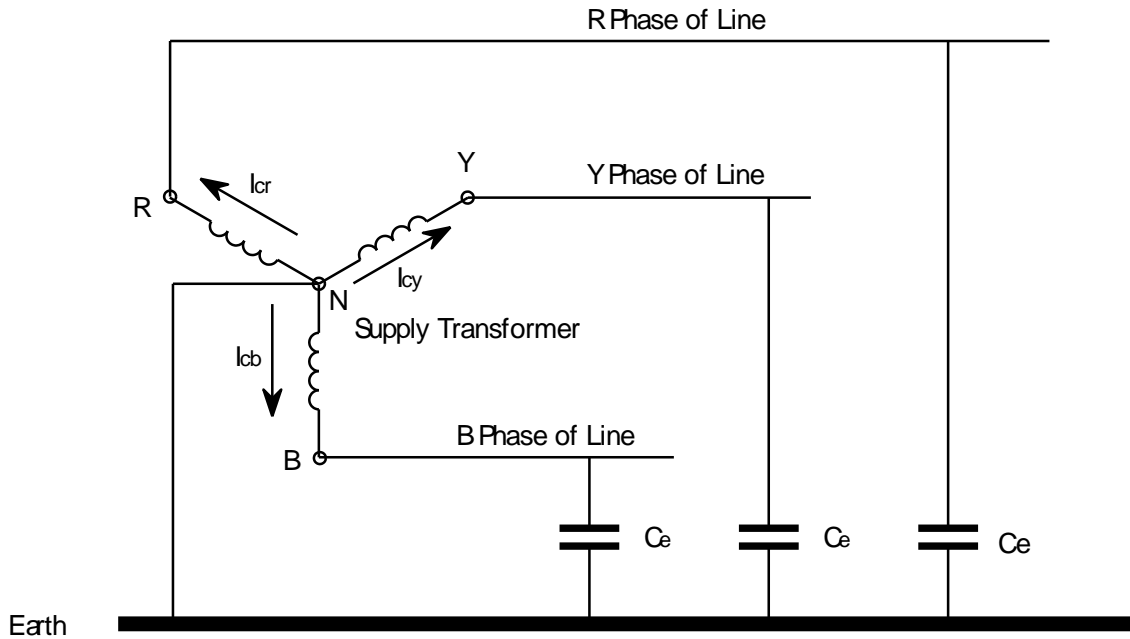 R Phase of Line
Y
Y Phase of Line
Icr
R
Icy
N
Supply Transformer
Icb
B Phase of Line
B
Ce
Ce
Ce
Earth